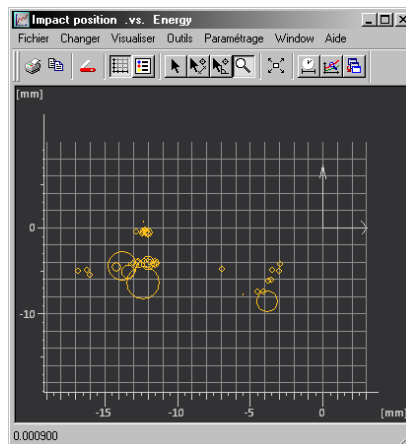 Impact position .vs. Energy
Fichier Changer Visualiser Outils Paramétrage Window Aide
[mm]
0
-10
-15 -10 -5 0
[mm]
0.000900